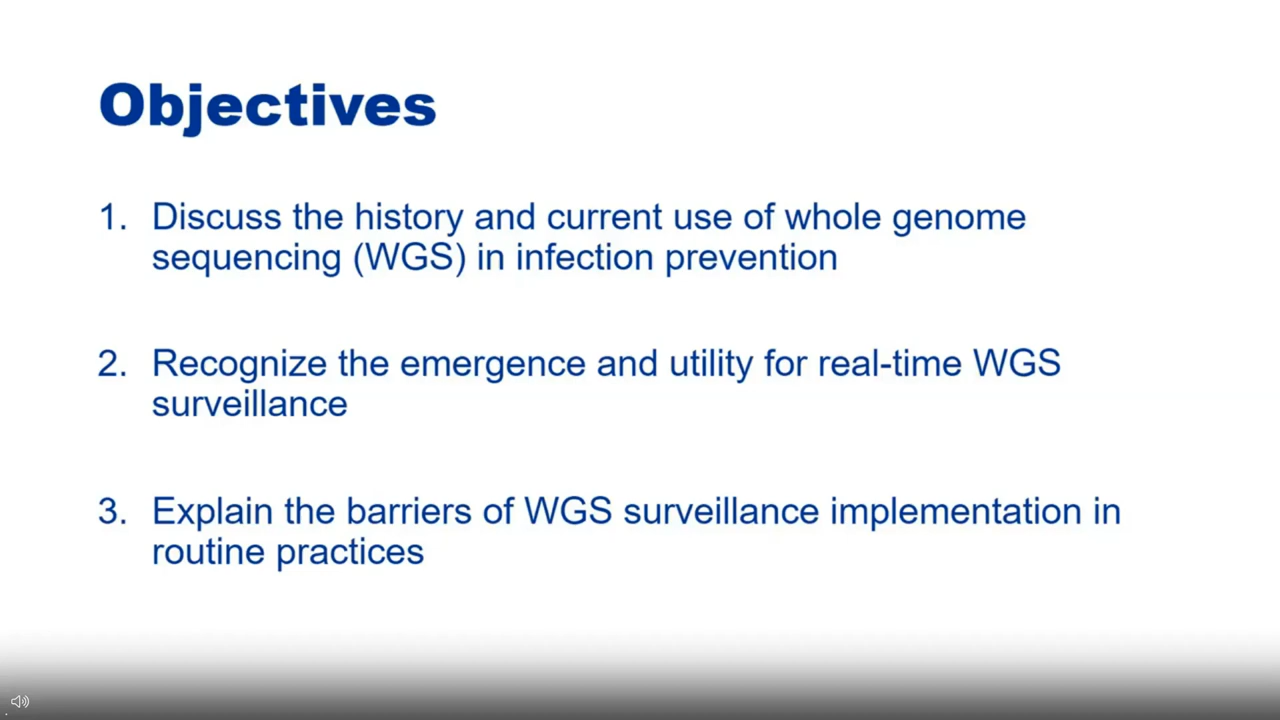 Objectives
1. Discuss the history and current use of whole genome
sequencing (WGS) in infection prevention
2. Recognize the emergence and utility for real-time WGS
surveillance
3. Explain the barriers of WGS surveillance implementation in
routine practices